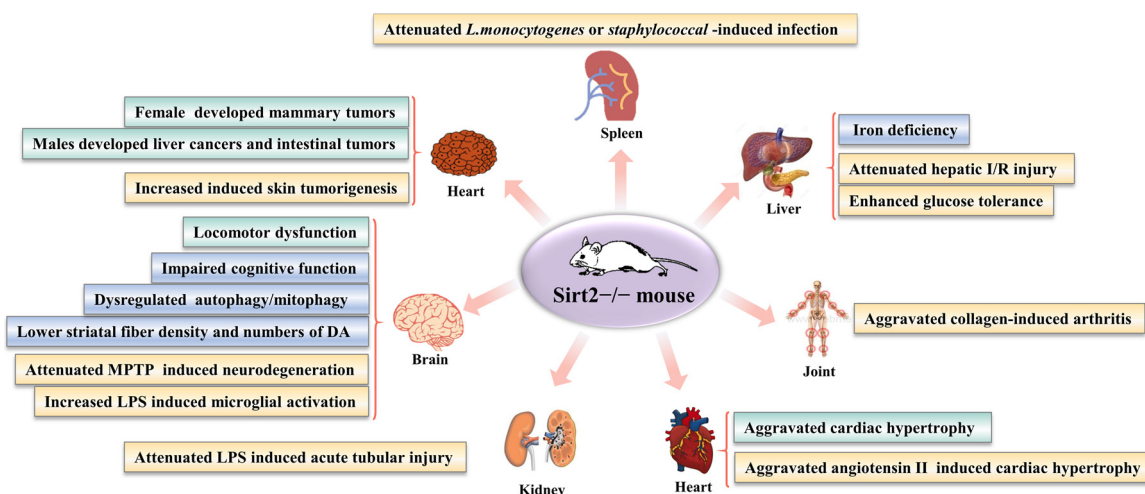 Attenuated L.monocytogenes or staphylococcal -induced infection
Spleen
Female developed mammary tumors
Males developed liver cancers and intestinal tumors
Increased induced skin tumorigenesis
Heart
Iron deficiency
Attenuated hepatic I/R injury
Enhanced glucose tolerance
Liver
Sirt2−/− mouse
Locomotor dysfunction
Impaired cognitive function
Dysregulated autophagy/mitophagy
Lower striatal fiber density and numbers of DA
Attenuated MPTP induced neurodegeneration
Increased LPS induced microglial activation
Brain
Aggravated collagen-induced arthritis
Joint
Attenuated LPS induced acute tubular injury
Kidney
Aggravated cardiac hypertrophy
Aggravated angiotensin II induced cardiac hypertrophy
Heart